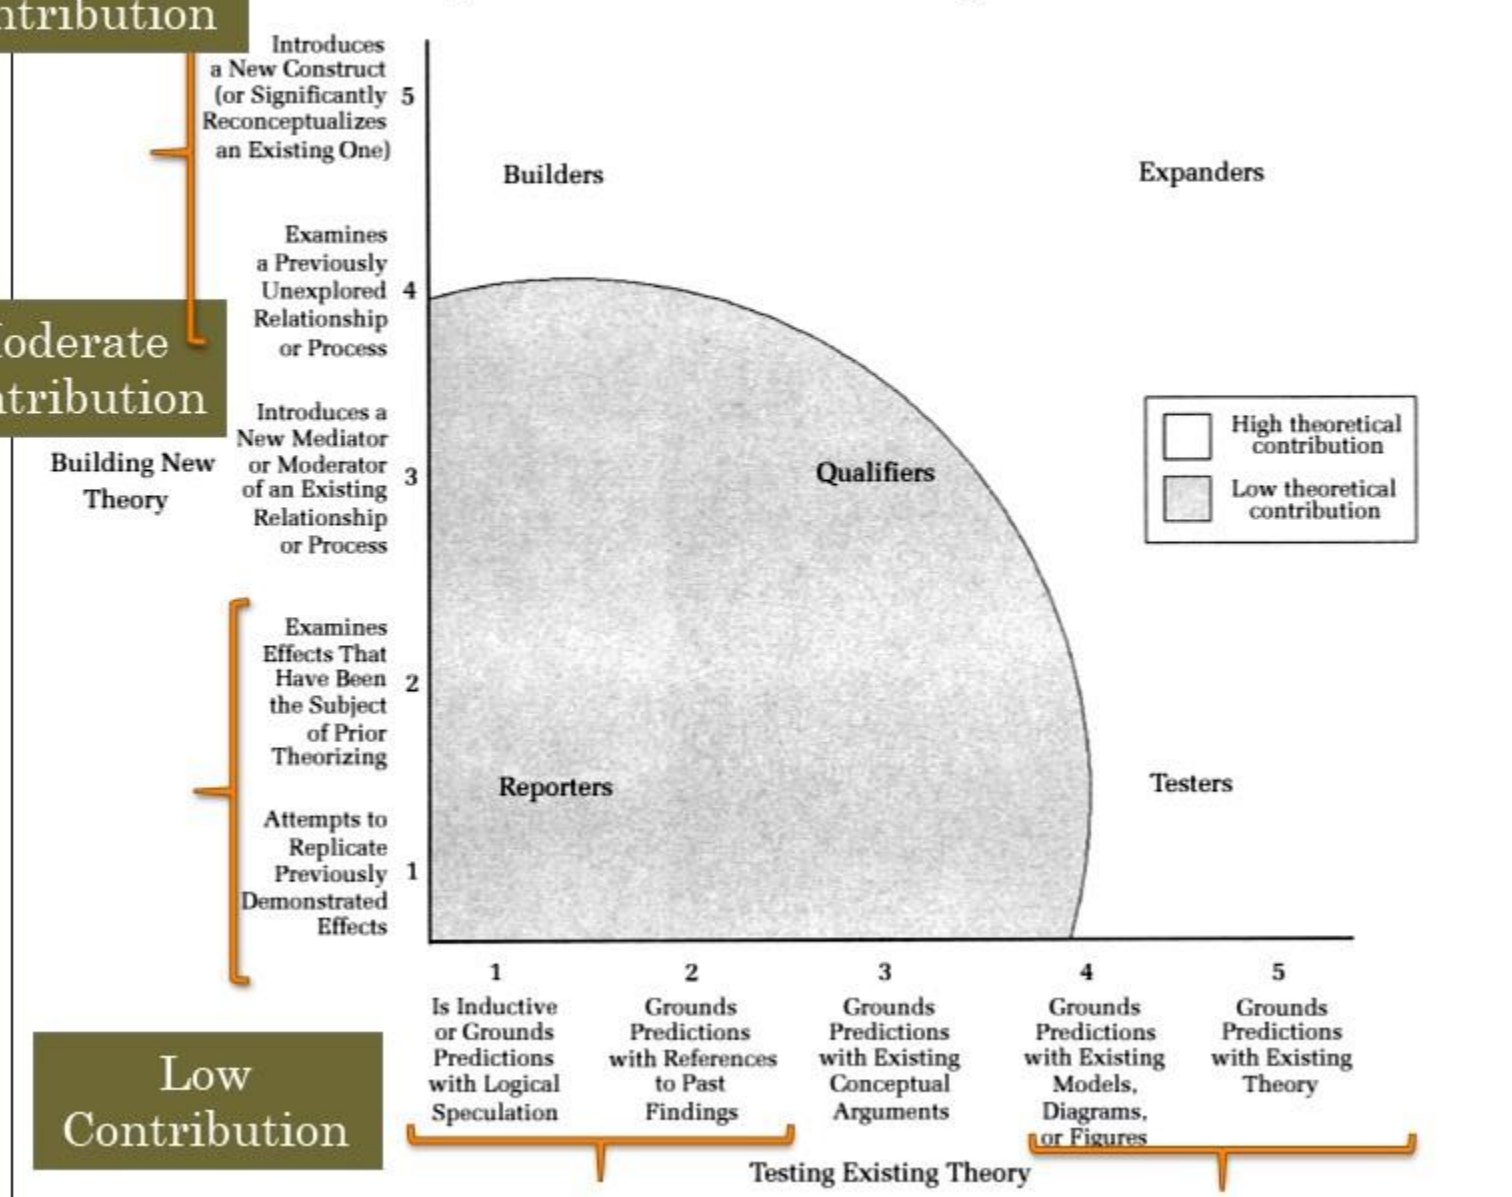 ntribution
Introduces
a New Construct
(or Significantly
Reconceptualizes
an Existing One)
5
Builders
Expanders
Examines
a Previously
Unexplored
Relationship
or Process
4
oderate
ntribution
Building New
Theory
Introduces a
New Mediator
or Moderator
of an Existing
Relationship
or Process
3
Qualifiers
High theoretical
contribution
Low theoretical
contribution
Examines
Effects That
Have Been
the Subject
of Prior
Theorizing
2
Reporters
Testers
Attempts to
Replicate
Previously
Demonstrated
Effects
1
1
2
3
4
5
Is Inductive
or Grounds
Predictions
with Logical
Speculation
Grounds
Predictions
with References
to Past
Findings
Grounds
Predictions
with Existing
Conceptual
Arguments
Grounds
Predictions
with Existing
Models,
Diagrams,
or Figures
Grounds
Predictions
with Existing
Theory
Low
Contribution
Testing Existing Theory